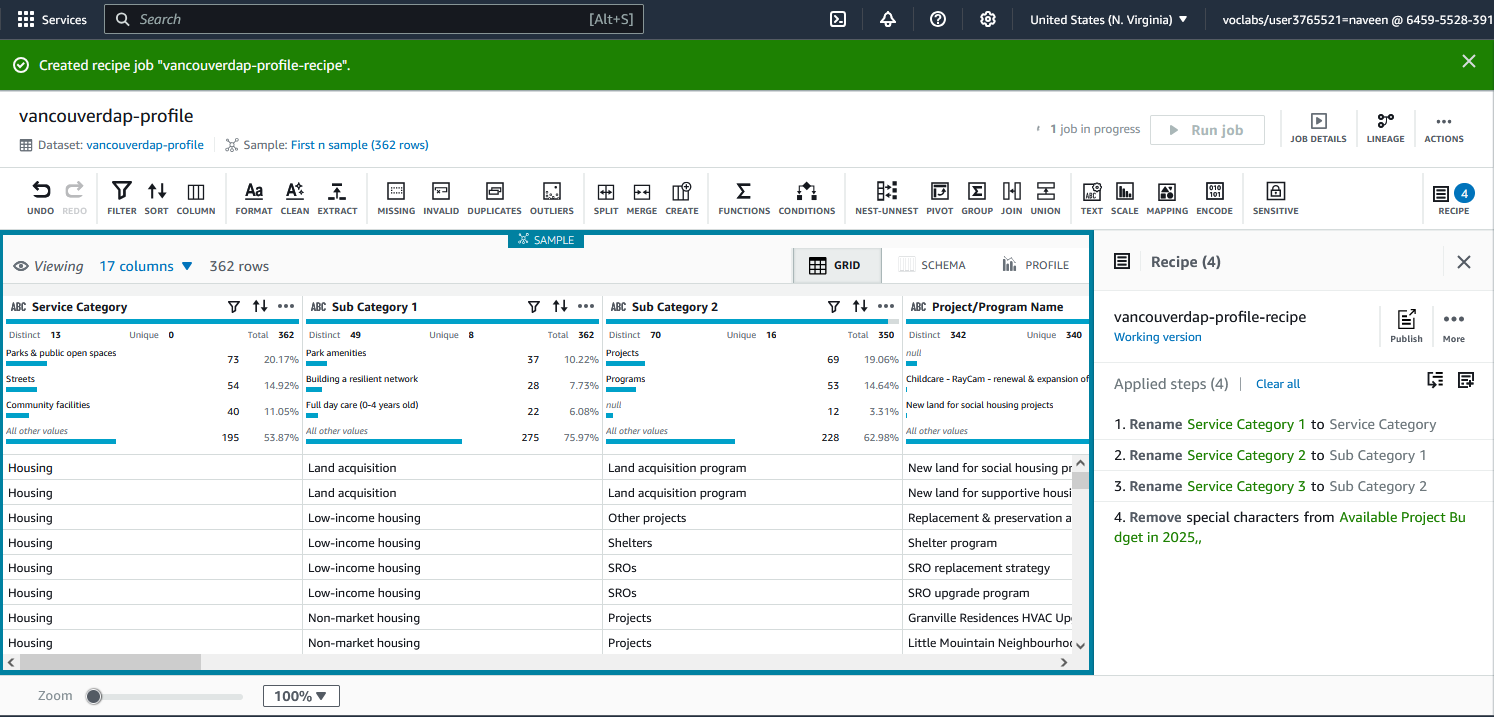 Services
Search
[Alt+S]
United States (N. Virginia)
voclabs/user3765521=naveen @ 6459-5528-391
Created recipe job "vancouverdap-profile-recipe".
vancouverdap-profile
Dataset: vancouverdap-profile
Sample: First n sample (362 rows)
1 job in progress
Run job
JOB DETAILS
LINEAGE
ACTIONS
UNDO
REDO
FILTER
SORT
COLUMN
FORMAT
CLEAN
EXTRACT
MISSING
INVALID
DUPLICATES
OUTLIERS
SPLIT
MERGE
CREATE
FUNCTIONS
CONDITIONS
NEST-UNNEST
PIVOT
GROUP
JOIN
UNION
TEXT
SCALE
MAPPING
ENCODE
SENSITIVE
4
RECIPE
SAMPLE
Viewing 17 columns 362 rows
GRID
SCHEMA
PROFILE
ABC Service Category
ABC Sub Category 1
ABC Sub Category 2
ABC Project/Program Name
Distinct 13 Unique 0 Total 362
Distinct 49 Unique 8 Total 362
Distinct 70 Unique 16 Total 350
Distinct 342 Unique 340
Parks & public open spaces 73 20.17%
Park amenities 37 10.22%
Projects 69 19.06%
null
Streets 54 14.92%
Building a resilient network 28 7.73%
Programs 53 14.64%
Childcare - RayCam - renewal & expansion of
Community facilities 40 11.05%
Full day care (0-4 years old) 22 6.08%
null 12 3.31%
New land for social housing projects
All other values 195 53.87%
All other values 275 75.97%
All other values 228 62.98%
All other values
Housing Land acquisition Land acquisition program New land for social housing pr
Housing Land acquisition Land acquisition program New land for supportive housi
Housing Low-income housing Other projects Replacement & preservation a
Housing Low-income housing Shelters Shelter program
Housing Low-income housing SROs SRO replacement strategy
Housing Low-income housing SROs SRO upgrade program
Housing Non-market housing Projects Granville Residences HVAC Up
Housing Non-market housing Projects Little Mouintain Neighbourhoo
Zoom
100%
Recipe (4)
vancouverdap-profile-recipe
Working version
Publish
More
Applied steps (4)
Clear all
1. Rename Service Category 1 to Service Category
2. Rename Service Category 2 to Sub Category 1
3. Rename Service Category 3 to Sub Category 2
4. Remove special characters from Available Project Bu
dget in 2025,,